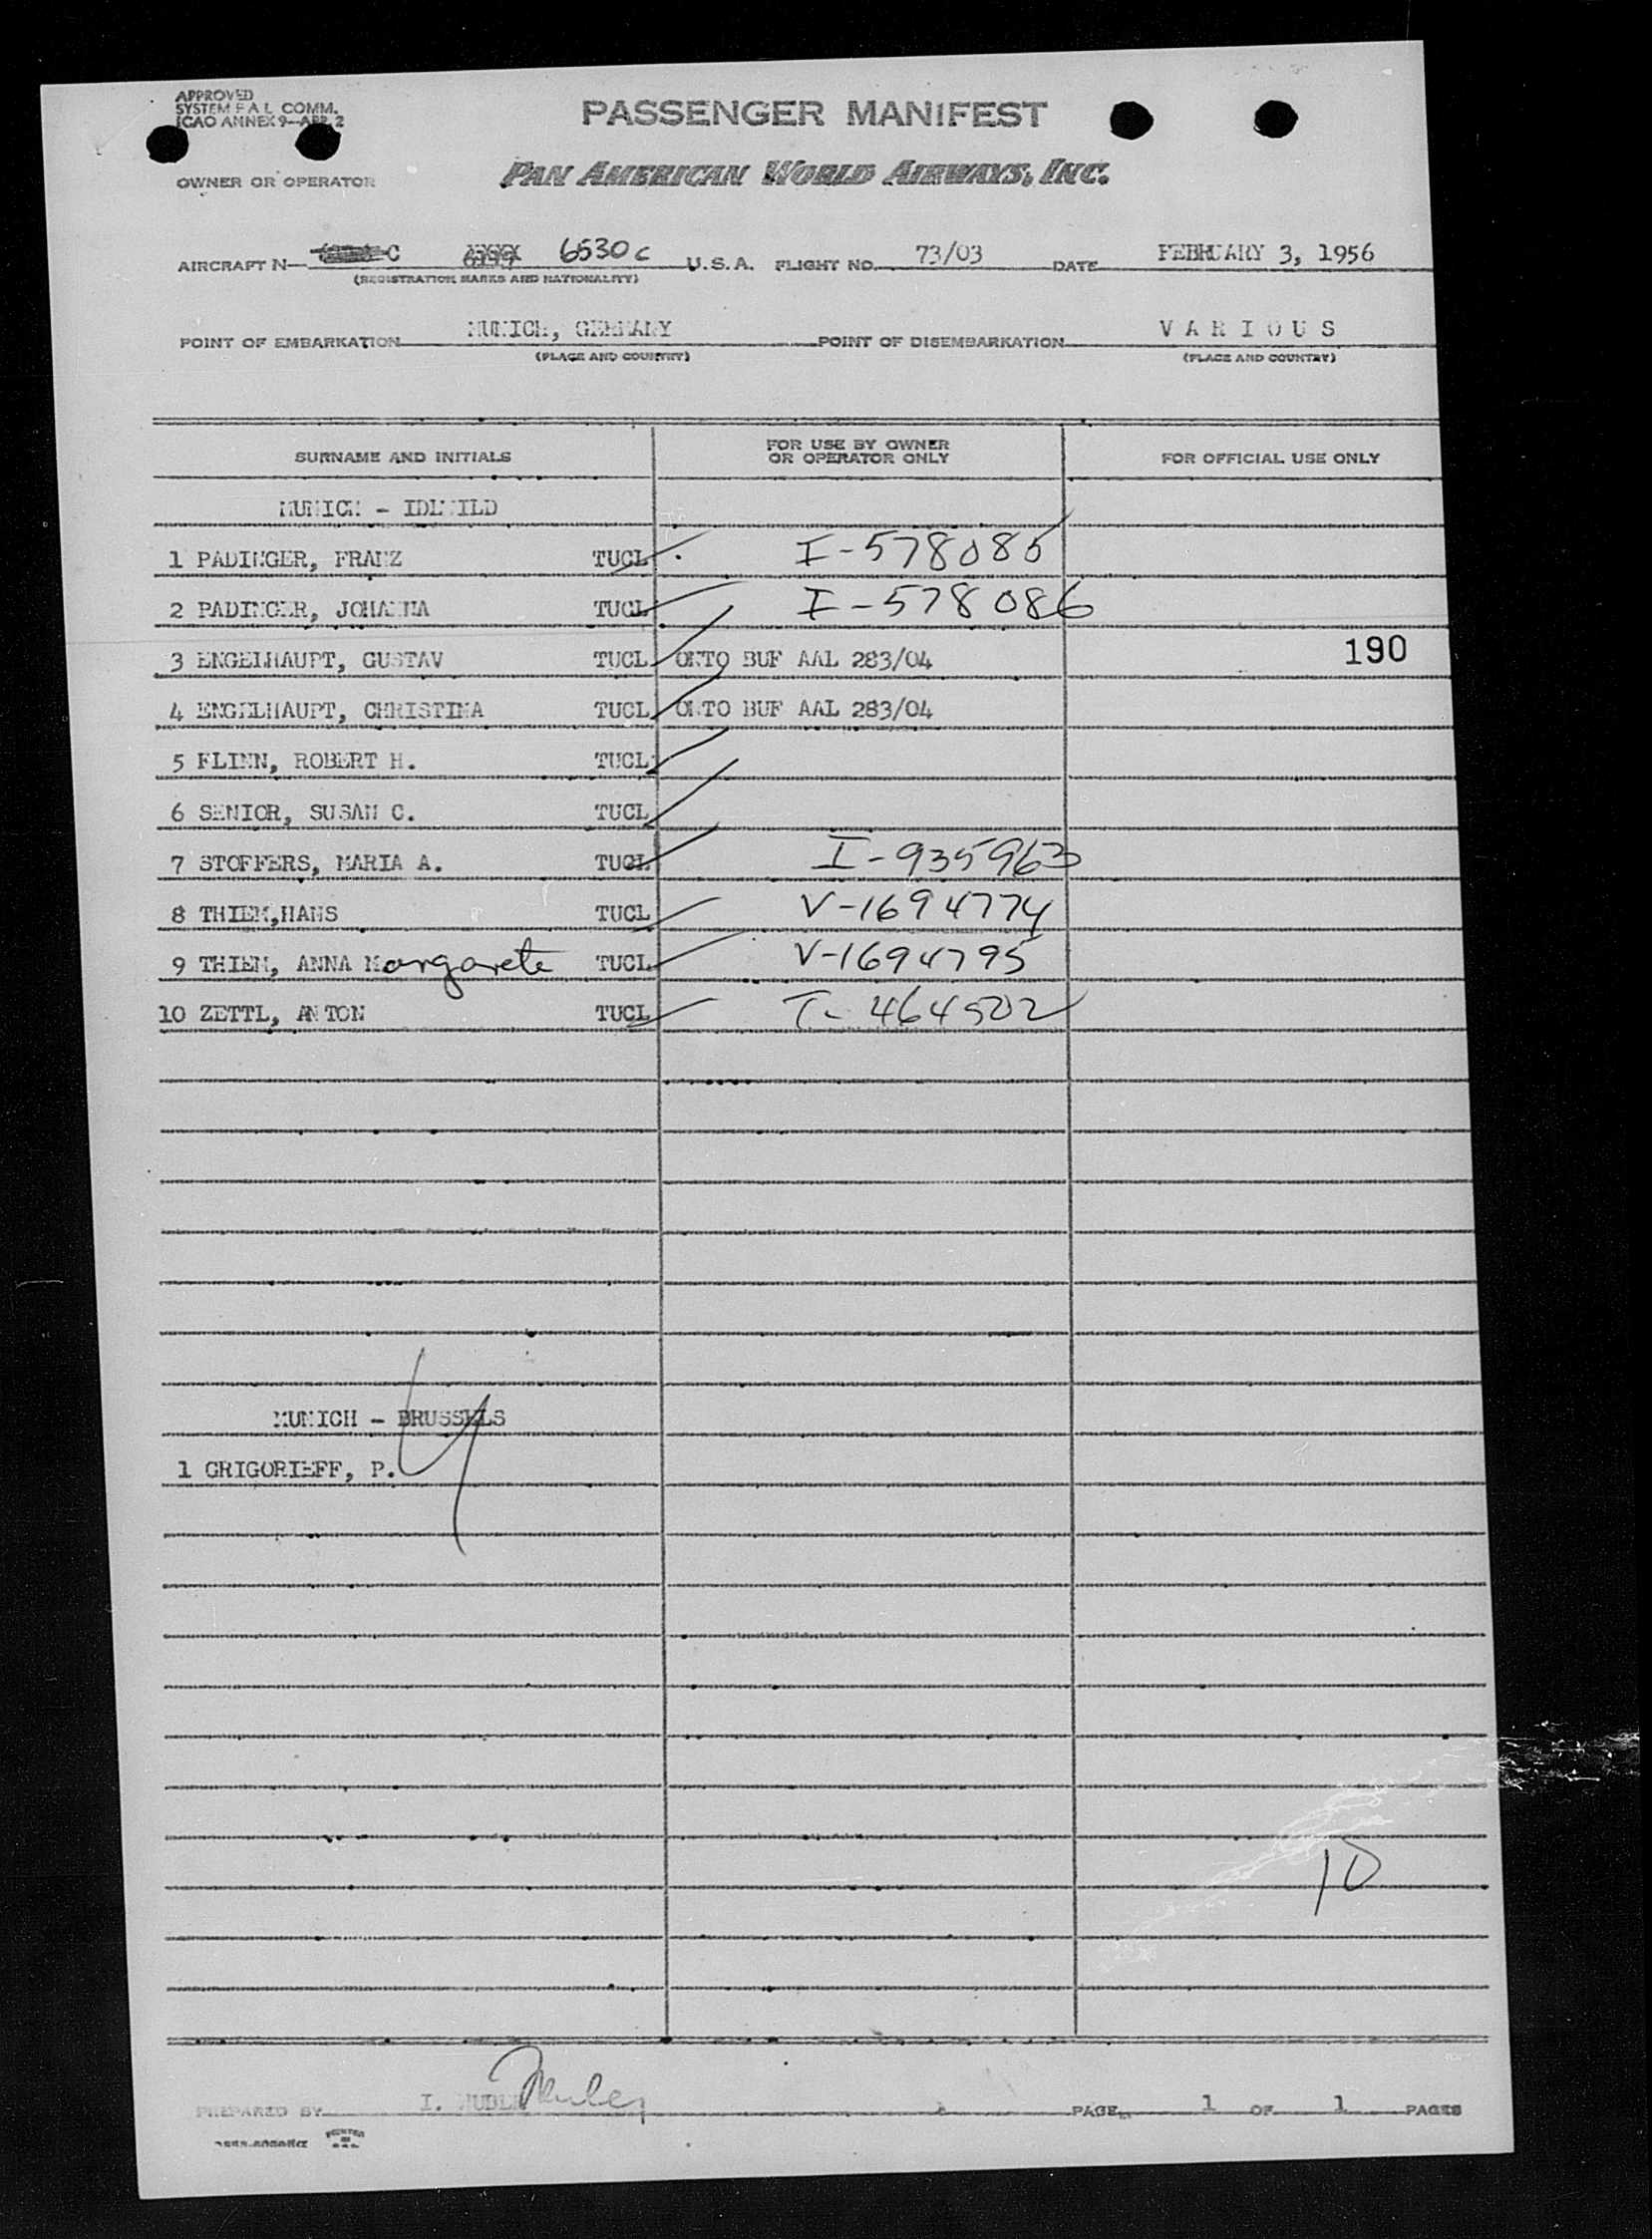 APPROVED
SYSTEM F A L COMM.
ICAO ANNEX 9—APP. 2
PASSENGER MANIFEST
OWNER OR OPERATOR
PAN AMERICAN WORLD AIRWAYS, INC.
AIRCRAFT N— C 6530 C U.S.A. FLIGHT NO. 73/03 DATE FEBRUARY 3, 1956
(REGISTRATION MARKS AND NATIONALITY)
POINT OF EMBARKATION MUNICH, GERMANY POINT OF DISEMBARKATION V A R I O U S
(PLACE AND COUNTRY) (PLACE AND COUNTRY)
SURNAME AND INITIALS FOR USE BY OWNER OR OPERATOR ONLY FOR OFFICIAL USE ONLY
MUNICH - IDLWILD
1 PADINGER, FRANZ TUCL I-578085
2 PADINGER, JOHANNA TUCL I-578086
3 ENGELHAUPT, GUSTAV TUCL ONTO BUF AAL 283/04 190
4 ENGELHAUPT, CHRISTINA TUCL ONTO BUF AAL 283/04
5 FLINN, ROBERT H. TUCL
6 SENIOR, SUSAN C. TUCL
7 STOFFERS, MARIA A. TUCL I-935963
8 THIEM,HANS TUCL V-1694774
9 THIEM, ANNA Margarete TUCL V-1694795
10 ZETTL, ANTON TUCL I-464502
MUNICH - BRUSSELS
1 GRIGORIEFF, P.
10
PREPARED BY I. PAGE 1 OF 1 PAGES